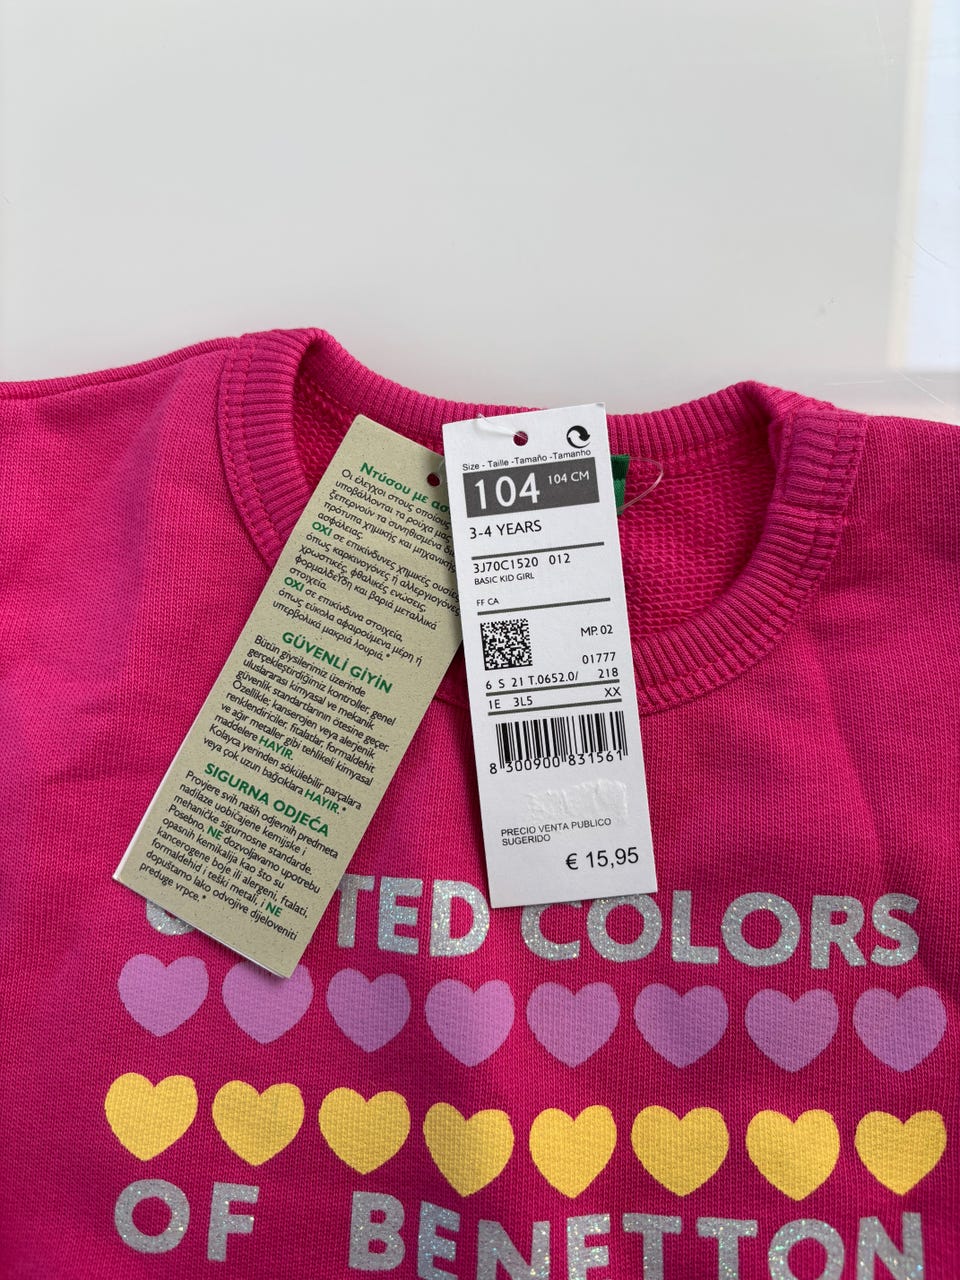 Ντύσου με ασ
Οι έλεγχοι στους οποίους
υποβάλλονται τα ρούχα μας
ξεπερνούν τα συνηθισμένα δι
πρότυπα χημικής και μηχανικής
ασφάλειας.
ΟΧΙ σε επικίνδυνες χημικές ουσίες
όπως καρκινογόνες ή αλλεργιογόνες
χρωστικές, φθαλικές ενώσεις,
φορμαλδεΰδη και βαριά μεταλλικά
στοιχεία.
ΟΧΙ σε επικίνδυνα στοιχεία,
όπως εύκολα αφαιρούμενα μέρη ή
υπερβολικά μακριά λουριά.*
GÜVENLİ GİYİN
Bütün giysilerimiz üzerinde
gerçekleştirdiğimiz kontroller, genel
uluslararası kimyasal ve mekanik
güvenlik standartlarının ötesine geçer.
Özellikle; kanserojen veya alerjenik
renklendiriciler, fitalatlar, formaldehit
ve ağır metaller gibi tehlikeli kimyasal
maddelere HAYIR.
Kolayca yerinden sökülebilir parçalara
veya çok uzun bağcıklara HAYIR.*
SIGURNA ODJEĆA
Provjere svih naših odjevnih predmeta
nadilaze uobičajene kemijske i
mehaničke sigurnosne standarde.
Posebno, NE dozvoljavamo upotrebu
opasnih kemikalija kao što su
kancerogene boje ili alergeni, ftalati,
formaldehid i teški metali, i NE
dopuštamo lako odvojive dijeloveniti
preduge vrpce.*
Size - Taille - Tamaño - Tamanho
104 104 CM
3-4 YEARS
3J70C1520 012
BASIC KID GIRL
FF CA
MP. 02
01777
6 S 21 T.0652.0/ 218
1E 3L5 XX
8 300900 831561
PRECIO VENTA PUBLICO
SUGERIDO
€ 15,95
TED COLORS
OF BENETTON